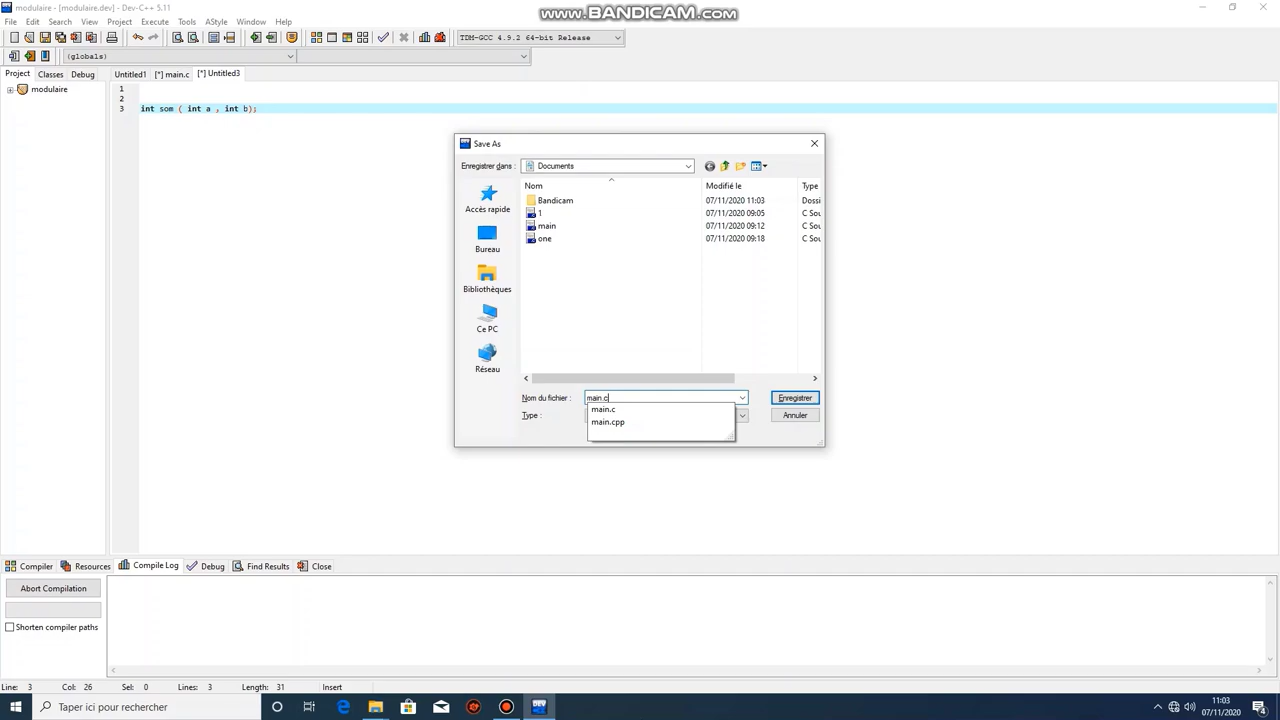 modulaire - [modulaire.dev] - Dev-C++ 5.11
www.BANDICAM.com
File Edit Search View Project Execute Tools AStyle Window Help
TDM-GCC 4.9.2 64-bit Release
(globals)
Project Classes Debug
Untitled1 [*] main.c [*] Untitled3
modulaire
1
2
3 int som ( int a , int b);
Save As
Enregistrer dans : Documents
Nom Modifié le Type
Bandicam 07/11/2020 11:03 Dossi
1 07/11/2020 09:05 C Sou
main 07/11/2020 09:12 C Sou
one 07/11/2020 09:18 C Sou
Accès rapide
Bureau
Bibliothèques
Ce PC
Réseau
Nom du fichier : main.c Enregistrer
main.c
Type : Annuler
main.cpp
Compiler Resources Compile Log Debug Find Results Close
Abort Compilation
Shorten compiler paths
Line: 3 Col: 26 Sel: 0 Lines: 3 Length: 31 Insert
Taper ici pour rechercher
11:03
07/11/2020
4